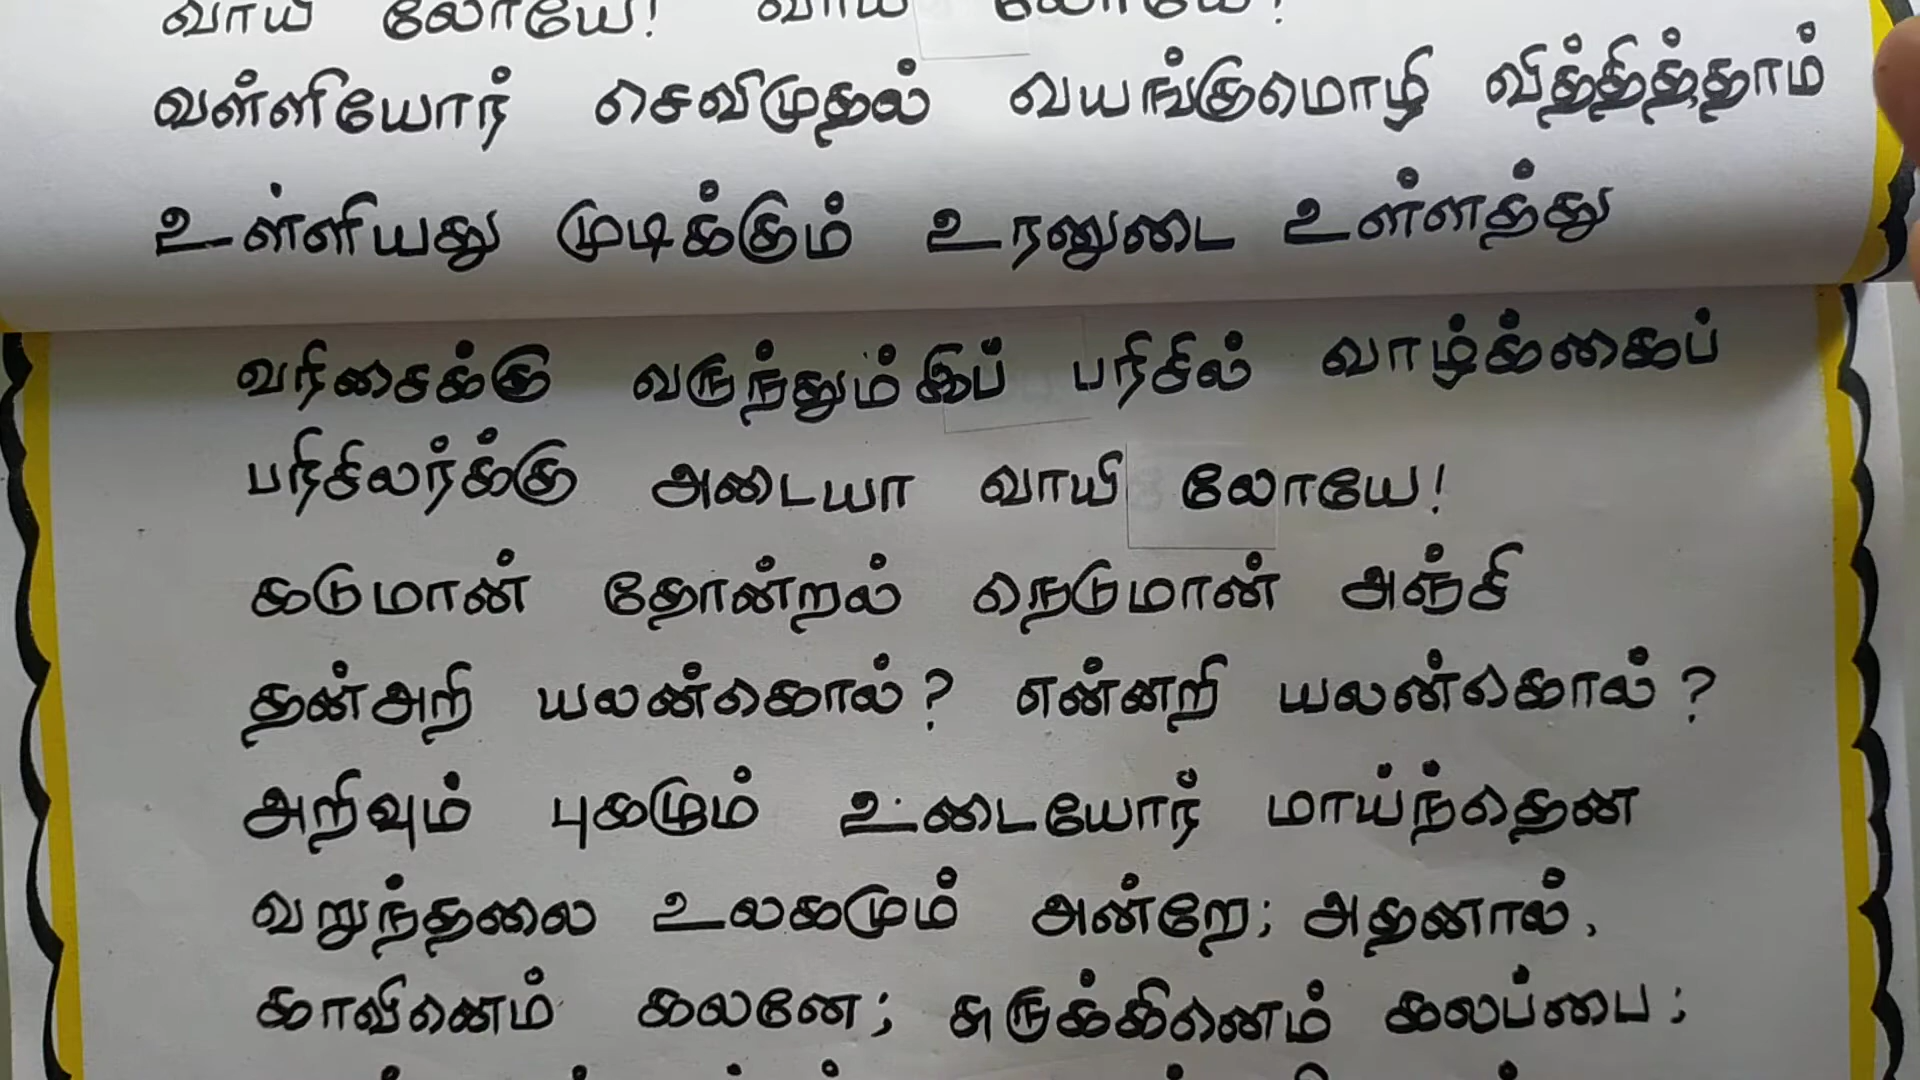 வாயி லோயே! வாயி லோயே!
வள்ளியோர் செவிமுதல் வயங்குமொழி வித்தித்தாம்
உள்ளியது முடிக்கும் உரனுடை உள்ளத்து
வரிசைக்கு வருந்தும்இப் பரிசில் வாழ்க்கைப்
பரிசிலர்க்கு அடையா வாயி லோயே!
கடுமான் தோன்றல் நெடுமான் அஞ்சி
தன்அறி யலன்கொல்? என்னறி யலன்கொல்?
அறிவும் புகழும் உடையோர் மாய்ந்தென
வறுந்தலை உலகமும் அன்றே; அதனால்,
காவினெம் கலனே; சுருக்கினெம் கலப்பை;